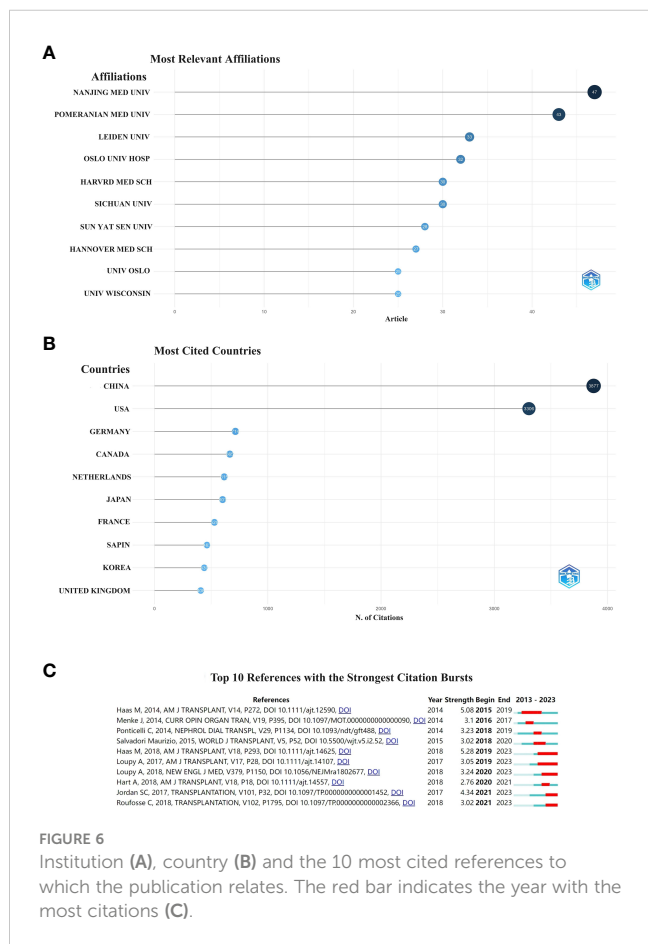 A
Most Relevant Affiliations
Affiliations
NANJING MED UNIV
47
POMERANIAN MED UNIV
43
LEIDEN UNIV
33
OSLO UNIV HOSP
32
HARVRD MED SCH
30
SICHUAN UNIV
30
SUN YAT SEN UNIV
28
HANNOVER MED SCH
27
UNIV OSLO
25
UNIV WISCONSIN
25
0 10 20 30 40
Article
B
Most Cited Countries
Countries
CHINA
3877
USA
GERMANY
CANADA
NETHERLANDS
JAPAN
FRANCE
SAPIN
KOREA
UNITED KINGDOM
0 1000 2000 3000 4000
N. of Citations
C
Top 10 References with the Strongest Citation Bursts
References Year Strength Begin End 2013 - 2023
Haas M, 2014, AM J TRANSPLANT, V14, P272, DOI 10.1111/ajt.12590, DOI 2014 5.08 2015 2019
Menke J, 2014, CURR OPIN ORGAN TRAN, V19, P395, DOI 10.1097/MOT.0000000000000090, DOI 2014 3.1 2016 2017
Ponticelli C, 2014, NEPHROL DIAL TRANSPL, V29, P1134, DOI 10.1093/ndt/gft488, DOI 2014 3.23 2018 2019
Salvadori Maurizio, 2015, WORLD J TRANSPLANT, V5, P52, DOI 10.5500/wjt.v5.i2.52, DOI 2015 3.02 2018 2020
Haas M, 2018, AM J TRANSPLANT, V18, P293, DOI 10.1111/ajt.14625, DOI 2018 5.28 2019 2023
Loupy A, 2017, AM J TRANSPLANT, V17, P28, DOI 10.1111/ajt.14107, DOI 2017 3.05 2019 2023
Loupy A, 2018, NEW ENGL J MED, V379, P1150, DOI 10.1056/NEJMra1802677, DOI 2018 3.24 2020 2023
Hart A, 2018, AM J TRANSPLANT, V18, P18, DOI 10.1111/ajt.14557, DOI 2018 2.76 2020 2021
Jordan SC, 2017, TRANSPLANTATION, V101, P32, DOI 10.1097/TP.0000000000001452, DOI 2017 4.34 2021 2023
Roufosse C, 2018, TRANSPLANTATION, V102, P1795, DOI 10.1097/TP.0000000000002366, DOI 2018 3.02 2021 2023
FIGURE 6
Institution (A), country (B) and the 10 most cited references to
which the publication relates. The red bar indicates the year with the
most citations (C).